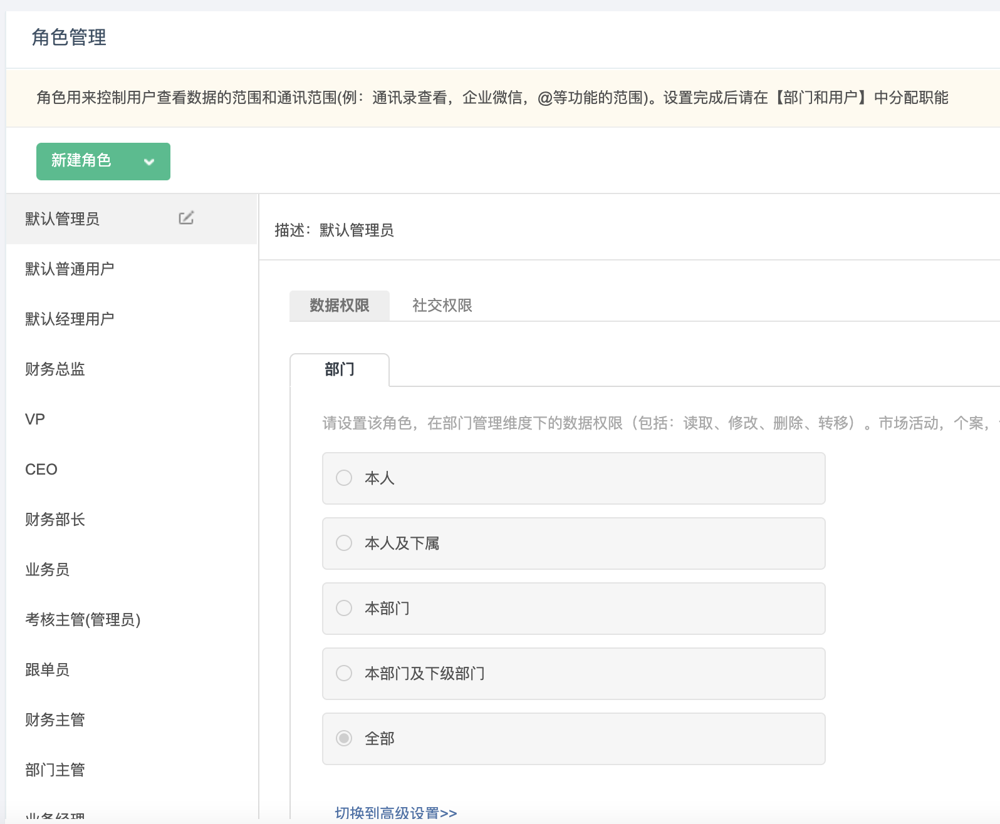 角色管理
角色用来控制用户查看数据的范围和通讯范围(例：通讯录查看，企业微信，@等功能的范围)。设置完成后请在【部门和用户】中分配职能
新建角色
默认管理员
默认普通用户
默认经理用户
财务总监
VP
CEO
财务部长
业务员
考核主管(管理员)
跟单员
财务主管
部门主管
业务经理
描述：默认管理员
数据权限 社交权限
部门
请设置该角色，在部门管理维度下的数据权限（包括：读取、修改、删除、转移）。市场活动，个案，
本人
本人及下属
本部门
本部门及下级部门
全部
切换到高级设置>>